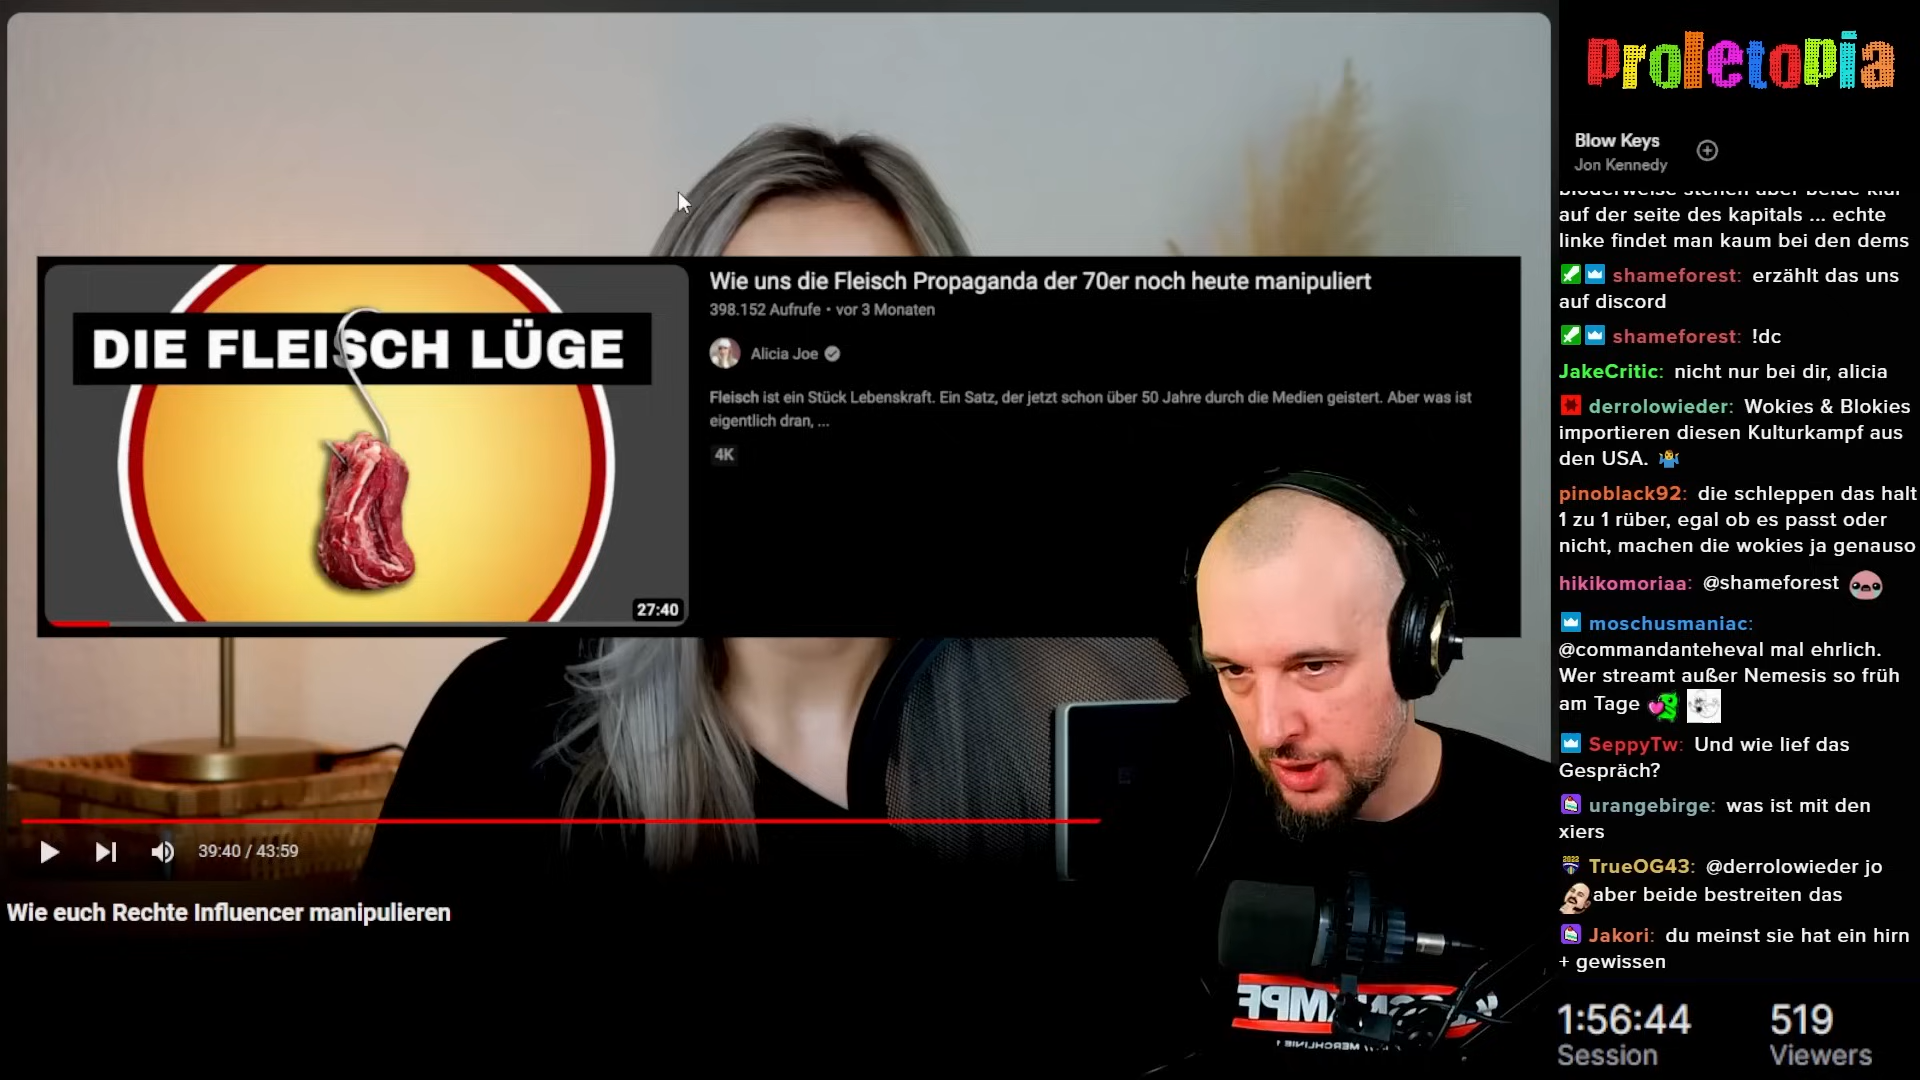 proletopia
Blow Keys
Jon Kennedy
DIE FLEISCH LÜGE
27:40
Wie uns die Fleisch Propaganda der 70er noch heute manipuliert
398.152 Aufrufe • vor 3 Monaten
Alicia Joe
Fleisch ist ein Stück Lebenskraft. Ein Satz, der jetzt schon über 50 Jahre durch die Medien geistert. Aber was ist
eigentlich dran, ...
4K
39:40 / 43:59
Wie euch Rechte Influencer manipulieren
blöderweise stehen aber beide klar
auf der seite des kapitals ... echte
linke findet man kaum bei den dems
shameforest: erzählt das uns
auf discord
shameforest: !dc
JakeCritic: nicht nur bei dir, alicia
derrolowieder: Wokies & Blokies
importieren diesen Kulturkampf aus
den USA.
pinoblack92: die schleppen das halt
1 zu 1 rüber, egal ob es passt oder
nicht, machen die wokies ja genauso
hikikomoriaa: @shameforest
moschusmaniac:
@commandanteheval mal ehrlich.
Wer streamt außer Nemesis so früh
am Tage
SeppyTw: Und wie lief das
Gespräch?
urangebirge: was ist mit den
xiers
TrueOG43: @derrolowieder jo
aber beide bestreiten das
Jakori: du meinst sie hat ein hirn
+ gewissen
1:56:44
Session
519
Viewers